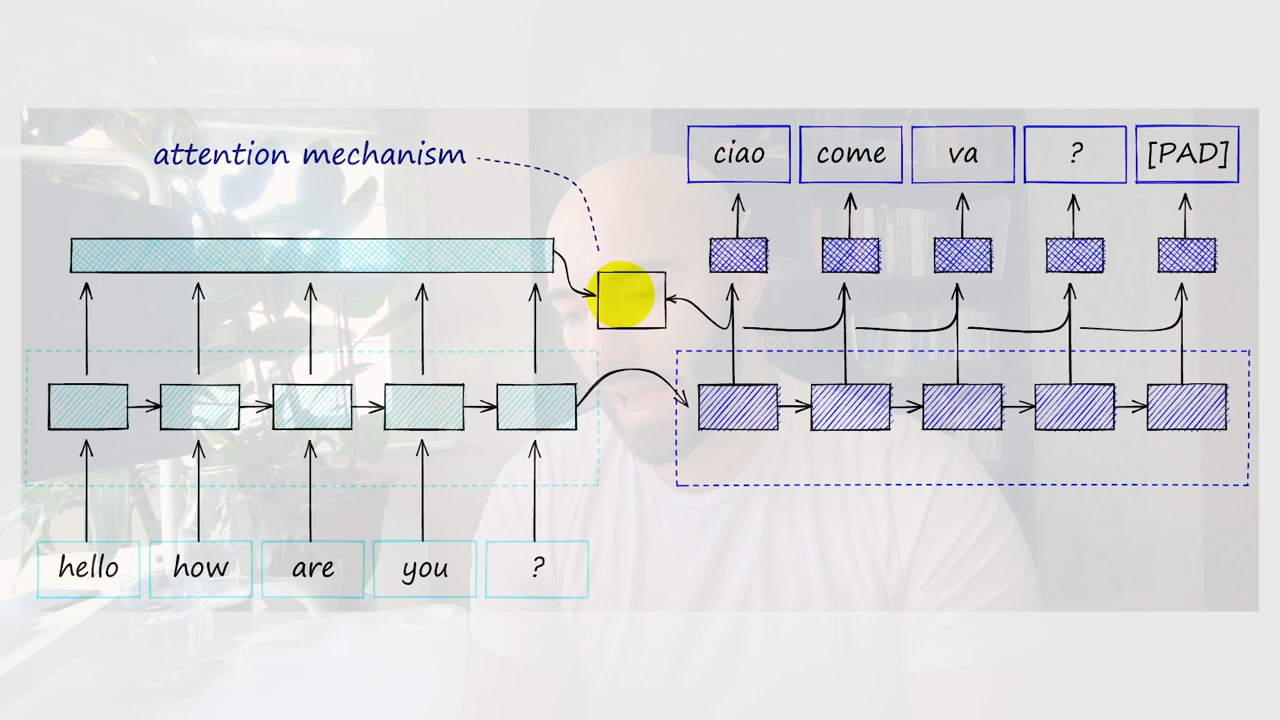 attention mechanism
ciao come va ? [PAD]
hello how are you ?